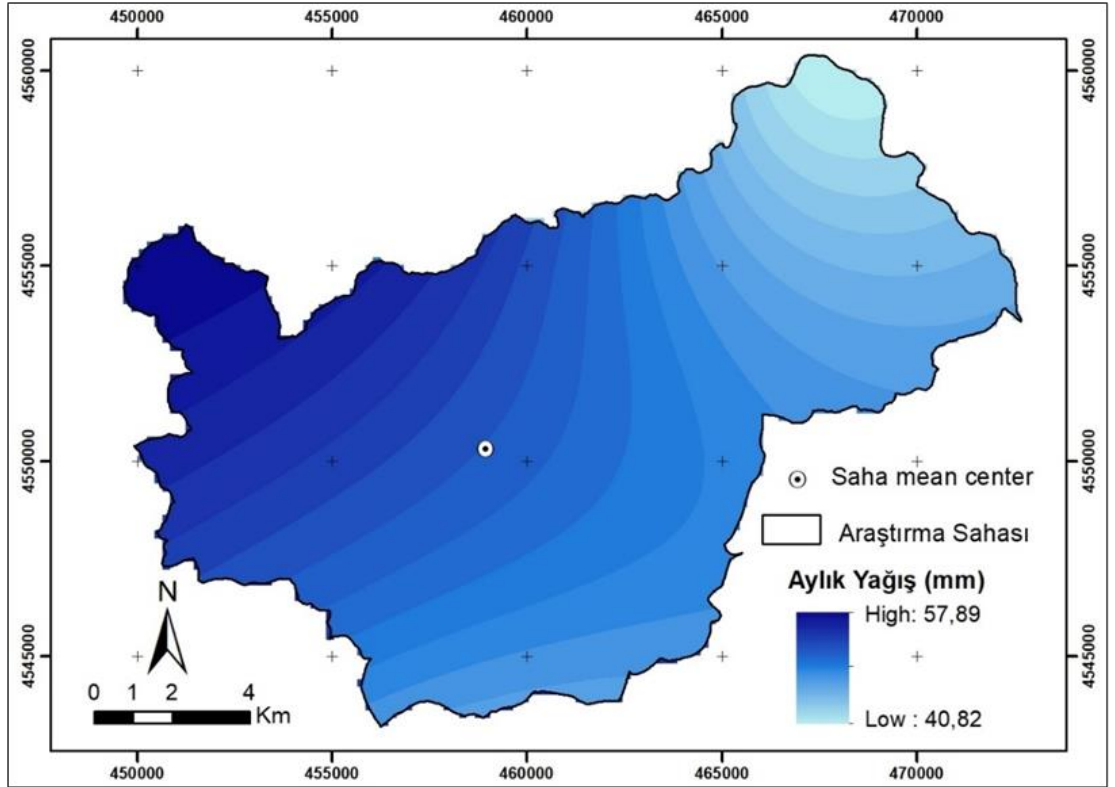 450000 455000 460000 465000 470000
4560000 4560000
4555000 4555000
4550000 4550000
Saha mean center
Araştırma Sahası
Aylık Yağış (mm)
High: 57,89
Low : 40,82
N
4545000 4545000
0 1 2 4
Km
450000 455000 460000 465000 470000